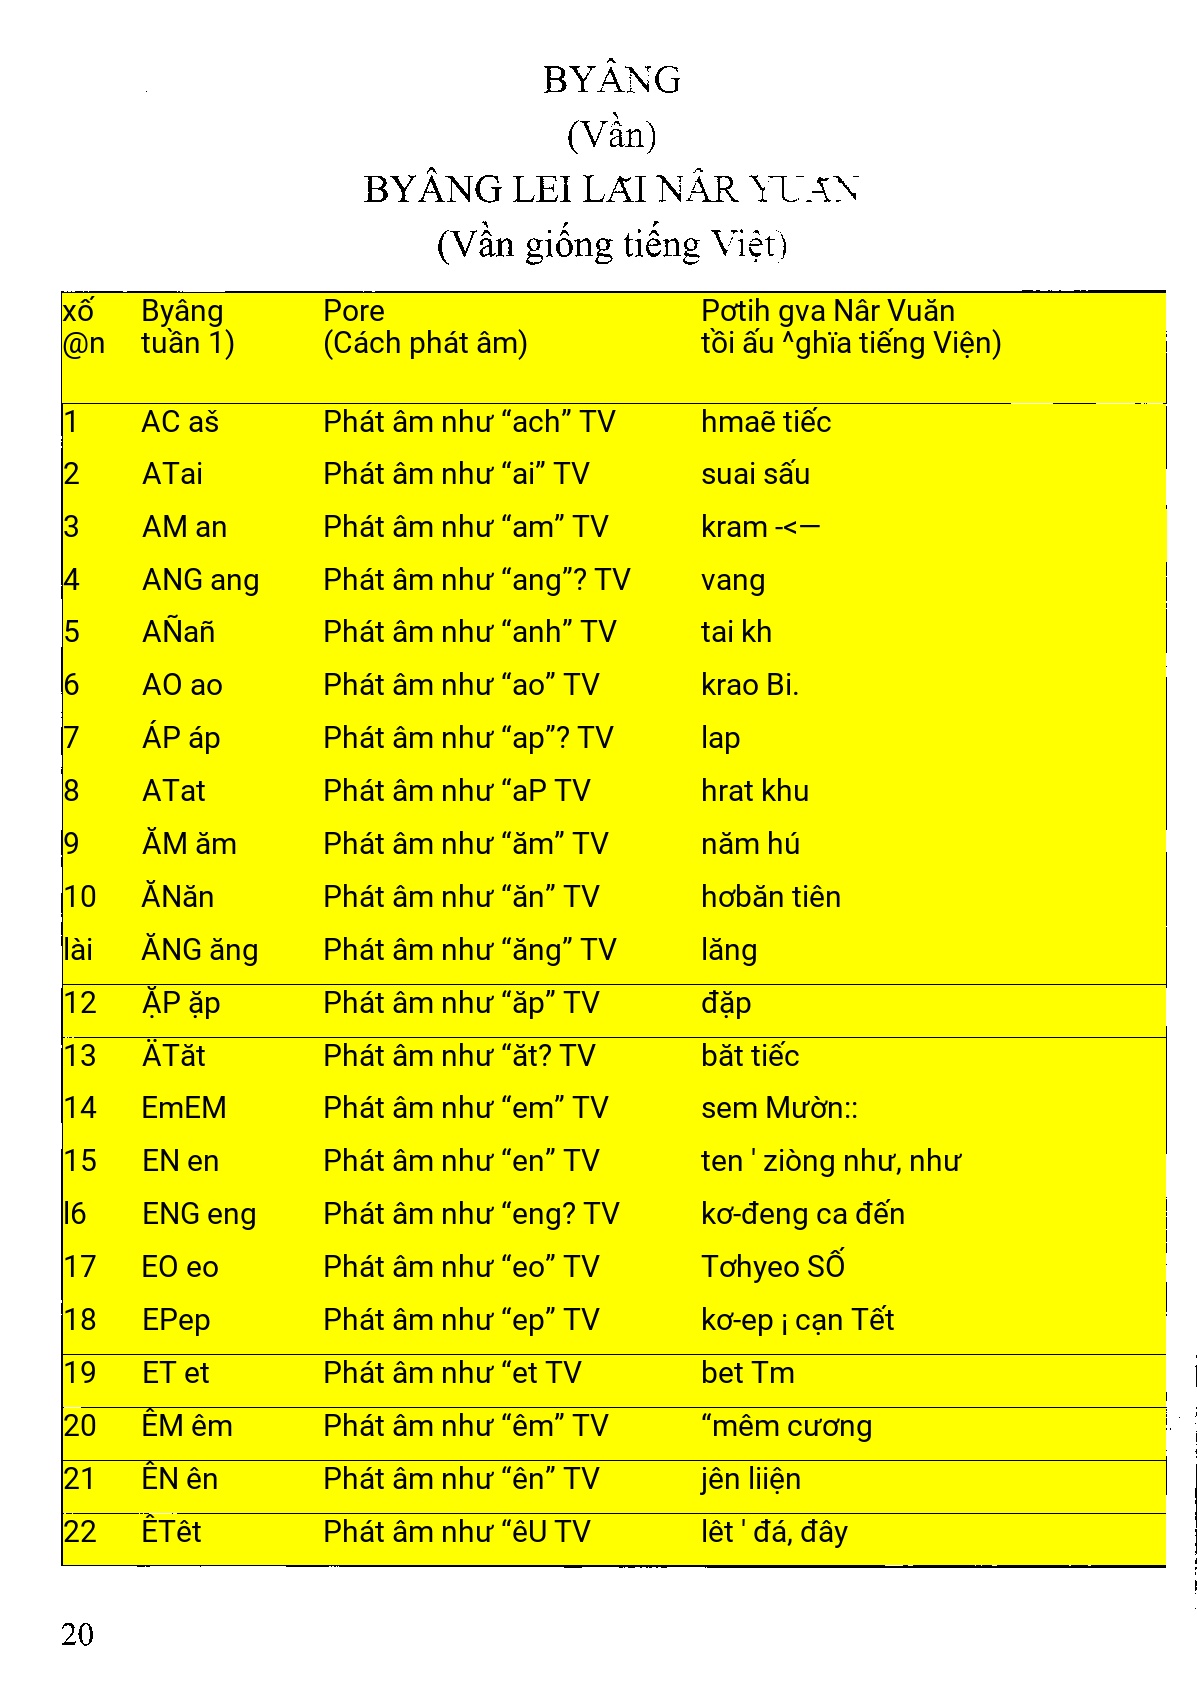 BYÂNG
(Vần)
BYÂNG LEI LĂI NÂR YUĂN
(Vần giống tiếng Việt)
xố Byâng Pore Pơtih gva Nâr Vuăn
@n tuần 1) (Cách phát âm) tồi ấu ^ghïa tiếng Viện)
1 AC aš Phát âm như “ach” TV hmaẽ tiếc
2 ATai Phát âm như “ai” TV suai sấu
3 AM an Phát âm như “am” TV kram -<—
4 ANG ang Phát âm như “ang”? TV vang
5 AÑañ Phát âm như “anh” TV tai kh
6 AO ao Phát âm như “ao” TV krao Bi.
7 ÁP áp Phát âm như “ap”? TV lap
8 ATat Phát âm như “aP TV hrat khu
9 ĂM ăm Phát âm như “ăm” TV năm hú
10 ĂNăn Phát âm như “ăn” TV hơbăn tiên
lài ĂNG ăng Phát âm như “ăng” TV lăng
12 ẶP ặp Phát âm như “ăp” TV đặp
13 ÄTăt Phát âm như “ăt? TV băt tiếc
14 EmEM Phát âm như “em” TV sem Mườn::
15 EN en Phát âm như “en” TV ten ' ziòng như, như
l6 ENG eng Phát âm như “eng? TV kơ-đeng ca đến
17 EO eo Phát âm như “eo” TV Tơhyeo SỐ
18 EPep Phát âm như “ep” TV kơ-ep ¡ cạn Tết
19 ET et Phát âm như “et TV bet Tm
20 ÊM êm Phát âm như “êm” TV “mêm cương
21 ÊN ên Phát âm như “ên” TV jên liiện
22 ÊTêt Phát âm như “êU TV lêt ' đá, đây
20